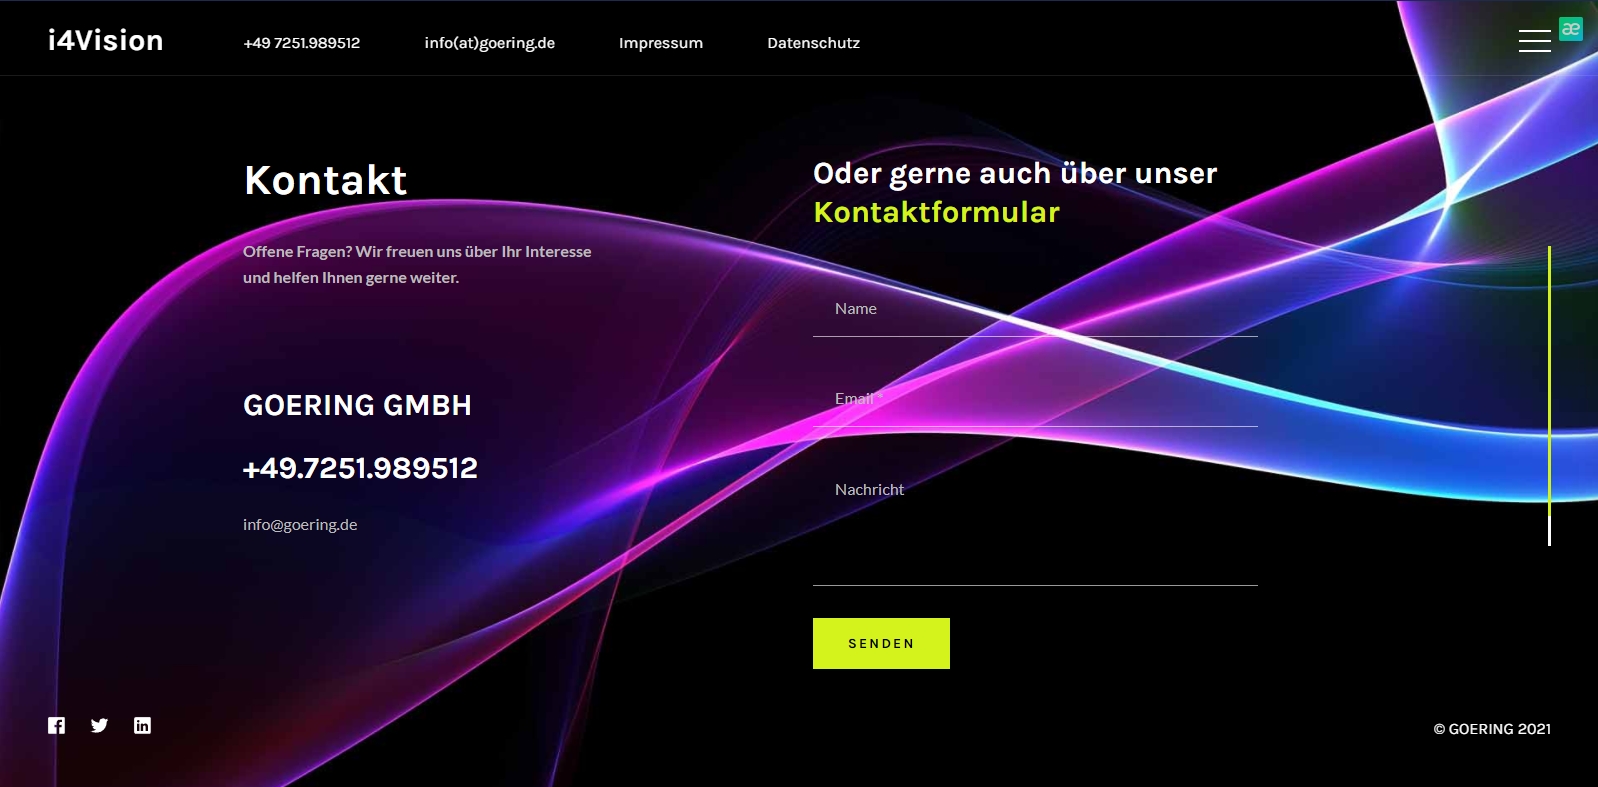 i4Vision
+49 7251.989512
info(at)goering.de
Impressum
Datenschutz
æ
Kontakt
Offene Fragen? Wir freuen uns über Ihr Interesse
und helfen Ihnen gerne weiter.
GOERING GMBH
+49.7251.989512
info@goering.de
Oder gerne auch über unser
Kontaktformular
Name
Email *
Nachricht
SENDEN
© GOERING 2021